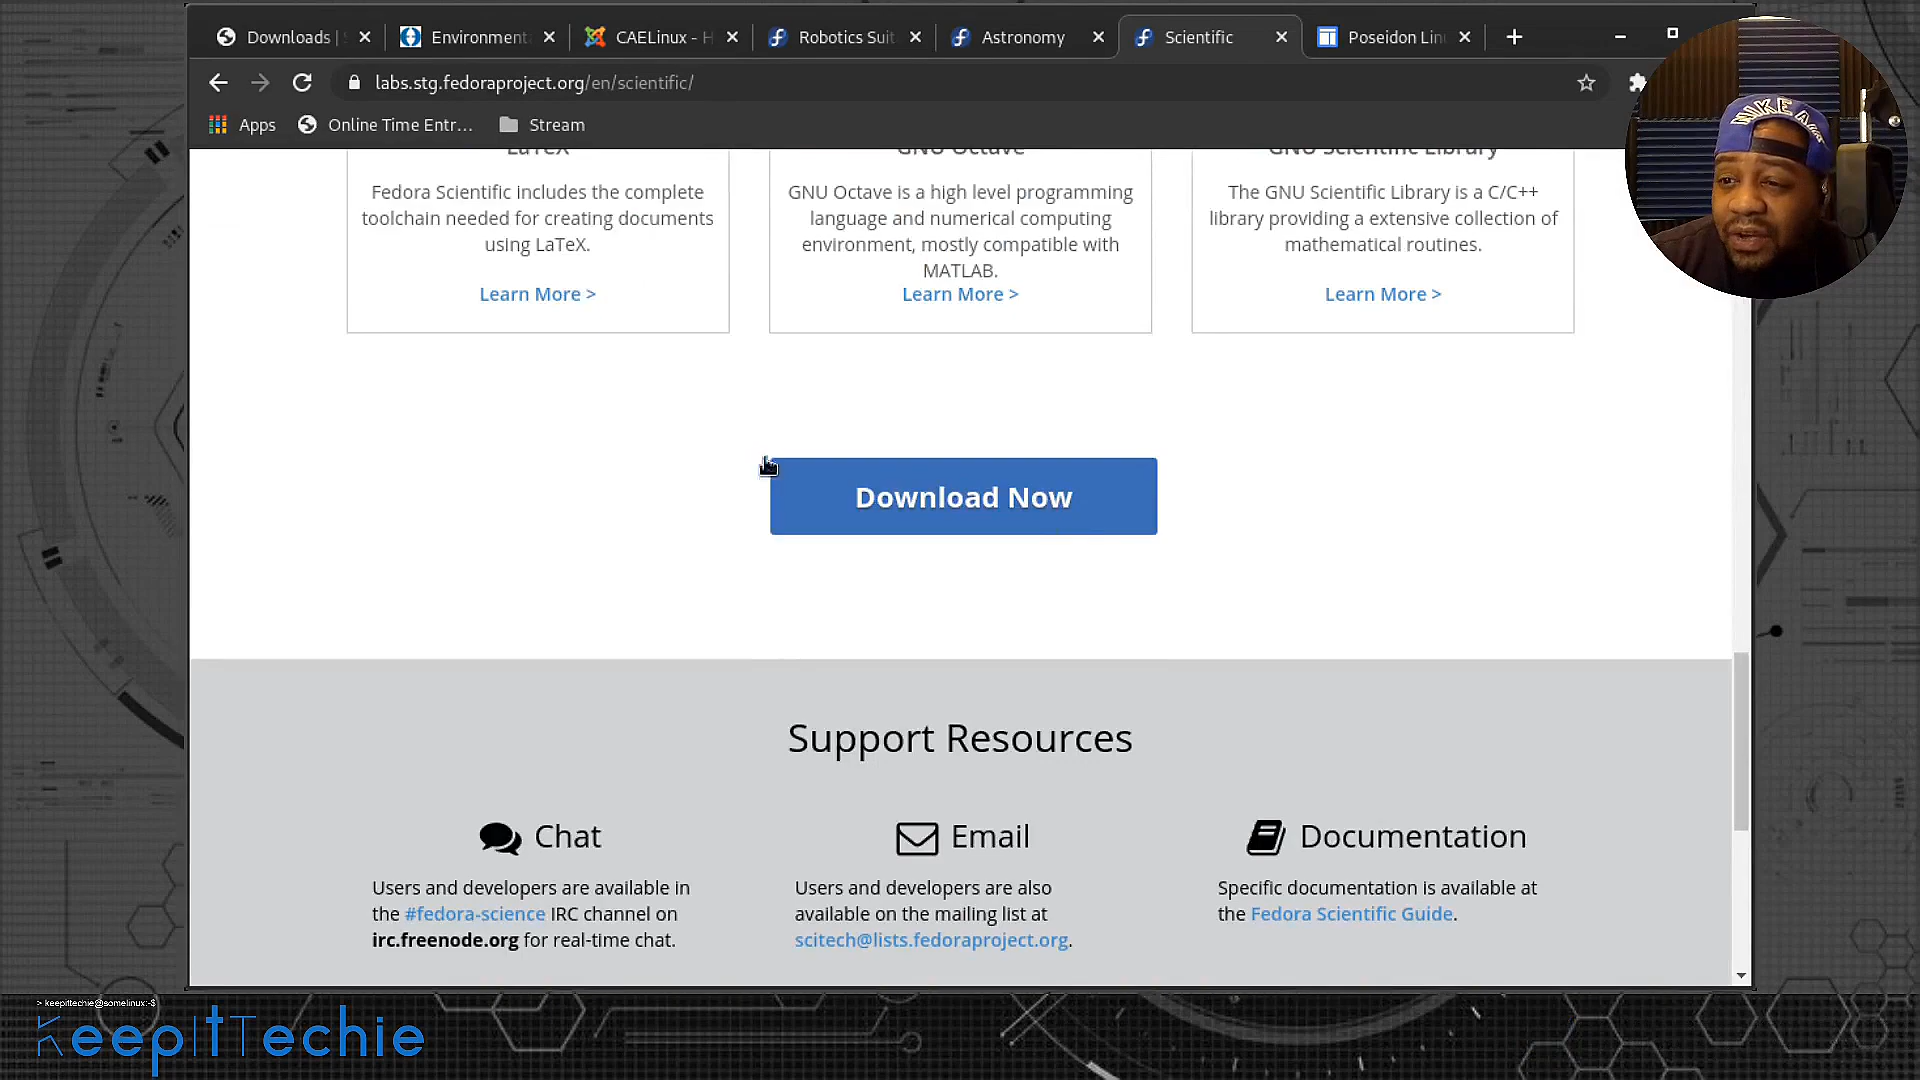 Downloads | S
Environment
CAELinux - H
Robotics Suit
Astronomy
Scientific
Poseidon Lin
labs.stg.fedoraproject.org/en/scientific/
Apps
Online Time Entr...
Stream
LaTeX
GNU Octave
GNU Scientific Library
Fedora Scientific includes the complete
toolchain needed for creating documents
using LaTeX.
Learn More >
GNU Octave is a high level programming
language and numerical computing
environment, mostly compatible with
MATLAB.
Learn More >
The GNU Scientific Library is a C/C++
library providing a extensive collection of
mathematical routines.
Learn More >
Download Now
Support Resources
Chat
Users and developers are available in
the #fedora-science IRC channel on
irc.freenode.org for real-time chat.
Email
Users and developers are also
available on the mailing list at
scitech@lists.fedoraproject.org.
Documentation
Specific documentation is available at
the Fedora Scientific Guide.
NIKE AIR
> keepittechie@somelinux:~$
KeepItTechie